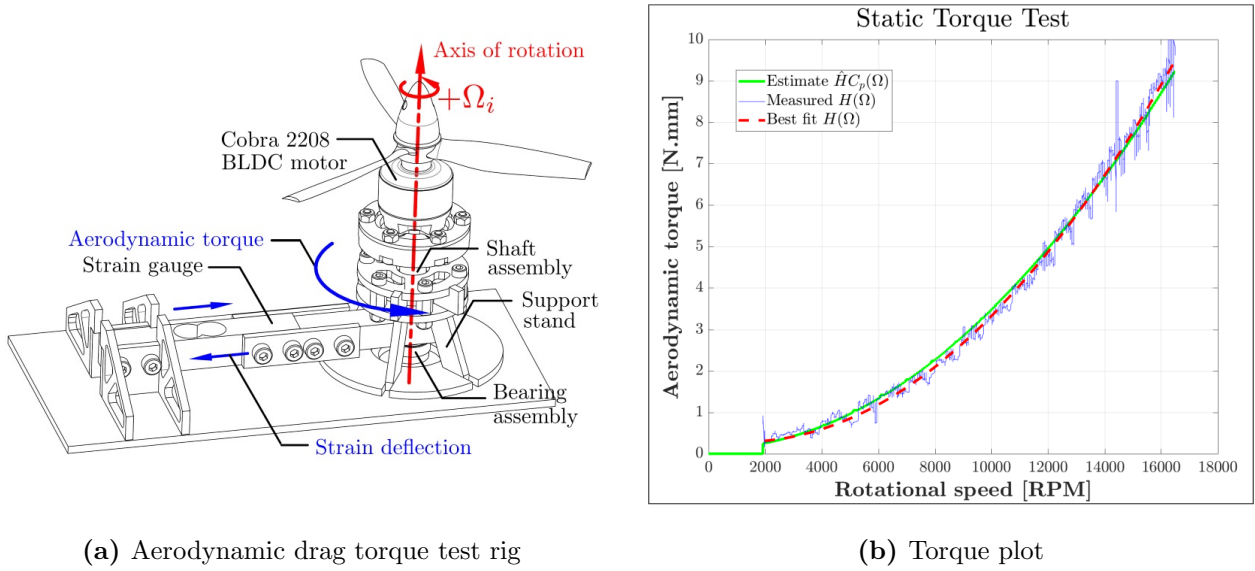 Axis of rotation
+Ω_i
Cobra 2208
BLDC motor
Aerodynamic torque
Strain gauge
Shaft
assembly
Support
stand
Bearing
assembly
Strain deflection
(a) Aerodynamic drag torque test rig
Static Torque Test
Estimate ĤC_p(Ω)
Measured H(Ω)
Best fit H(Ω)
Aerodynamic torque [N.mm]
10
9
8
7
6
5
4
3
2
1
0
0 2000 4000 6000 8000 10000 12000 14000 16000 18000
Rotational speed [RPM]
(b) Torque plot